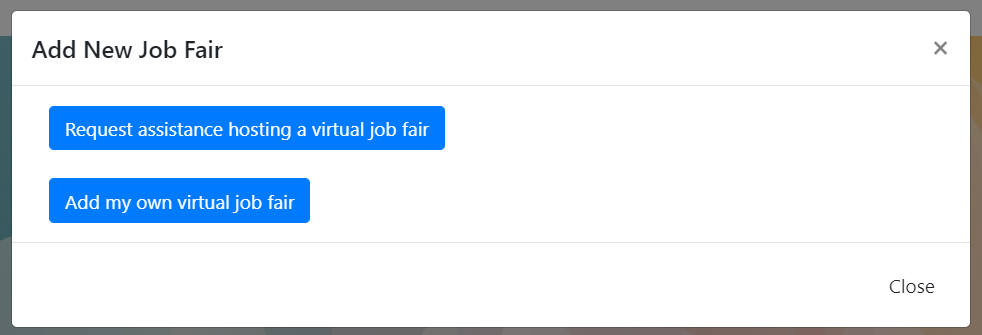 Add New Job Fair
×
Request assistance hosting a virtual job fair
Add my own virtual job fair
Close